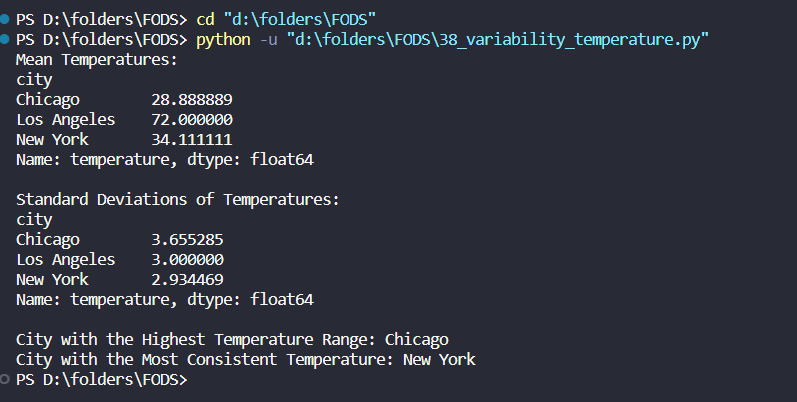 PS D:\folders\FODS> cd "d:\folders\FODS"
PS D:\folders\FODS> python -u "d:\folders\FODS\38_variability_temperature.py"
Mean Temperatures:
city
Chicago        28.888889
Los Angeles    72.000000
New York       34.111111
Name: temperature, dtype: float64

Standard Deviations of Temperatures:
city
Chicago        3.655285
Los Angeles    3.000000
New York       2.934469
Name: temperature, dtype: float64

City with the Highest Temperature Range: Chicago
City with the Most Consistent Temperature: New York
PS D:\folders\FODS>